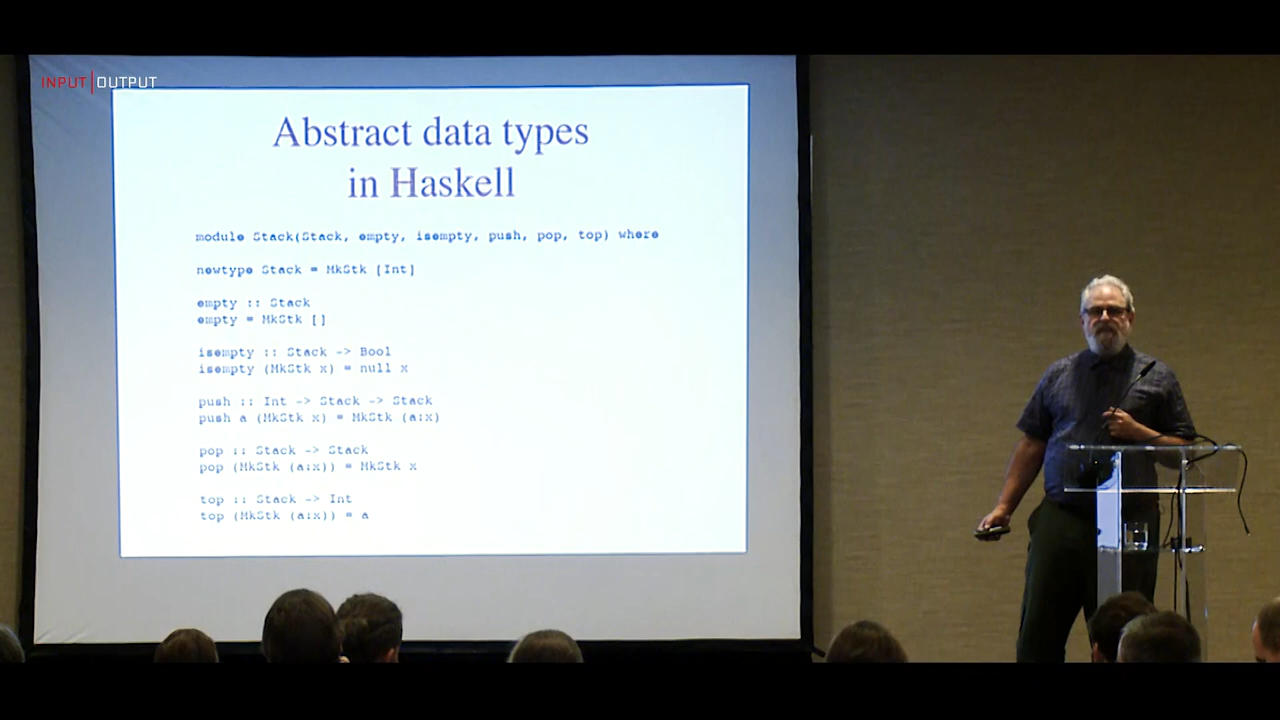 INPUT|OUTPUT
Abstract data types
in Haskell
module Stack(Stack, empty, isempty, push, pop, top) where
newtype Stack = MkStk [Int]
empty :: Stack
empty = MkStk []
isempty :: Stack -> Bool
isempty (MkStk x) = null x
push :: Int -> Stack -> Stack
push a (MkStk x) = MkStk (a:x)
pop :: Stack -> Stack
pop (MkStk (a:x)) = MkStk x
top :: Stack -> Int
top (MkStk (a:x)) = a